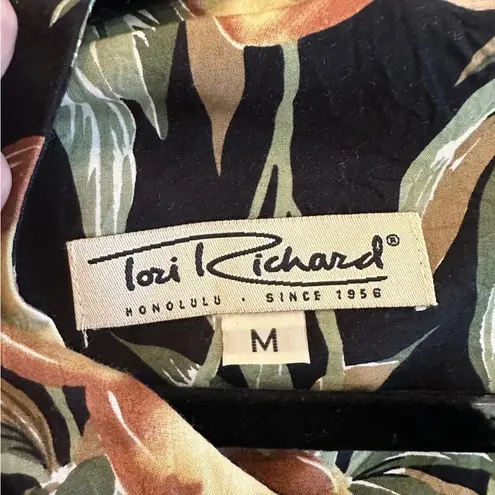 Tori Richard®
HONOLULU · SINCE 1956
M